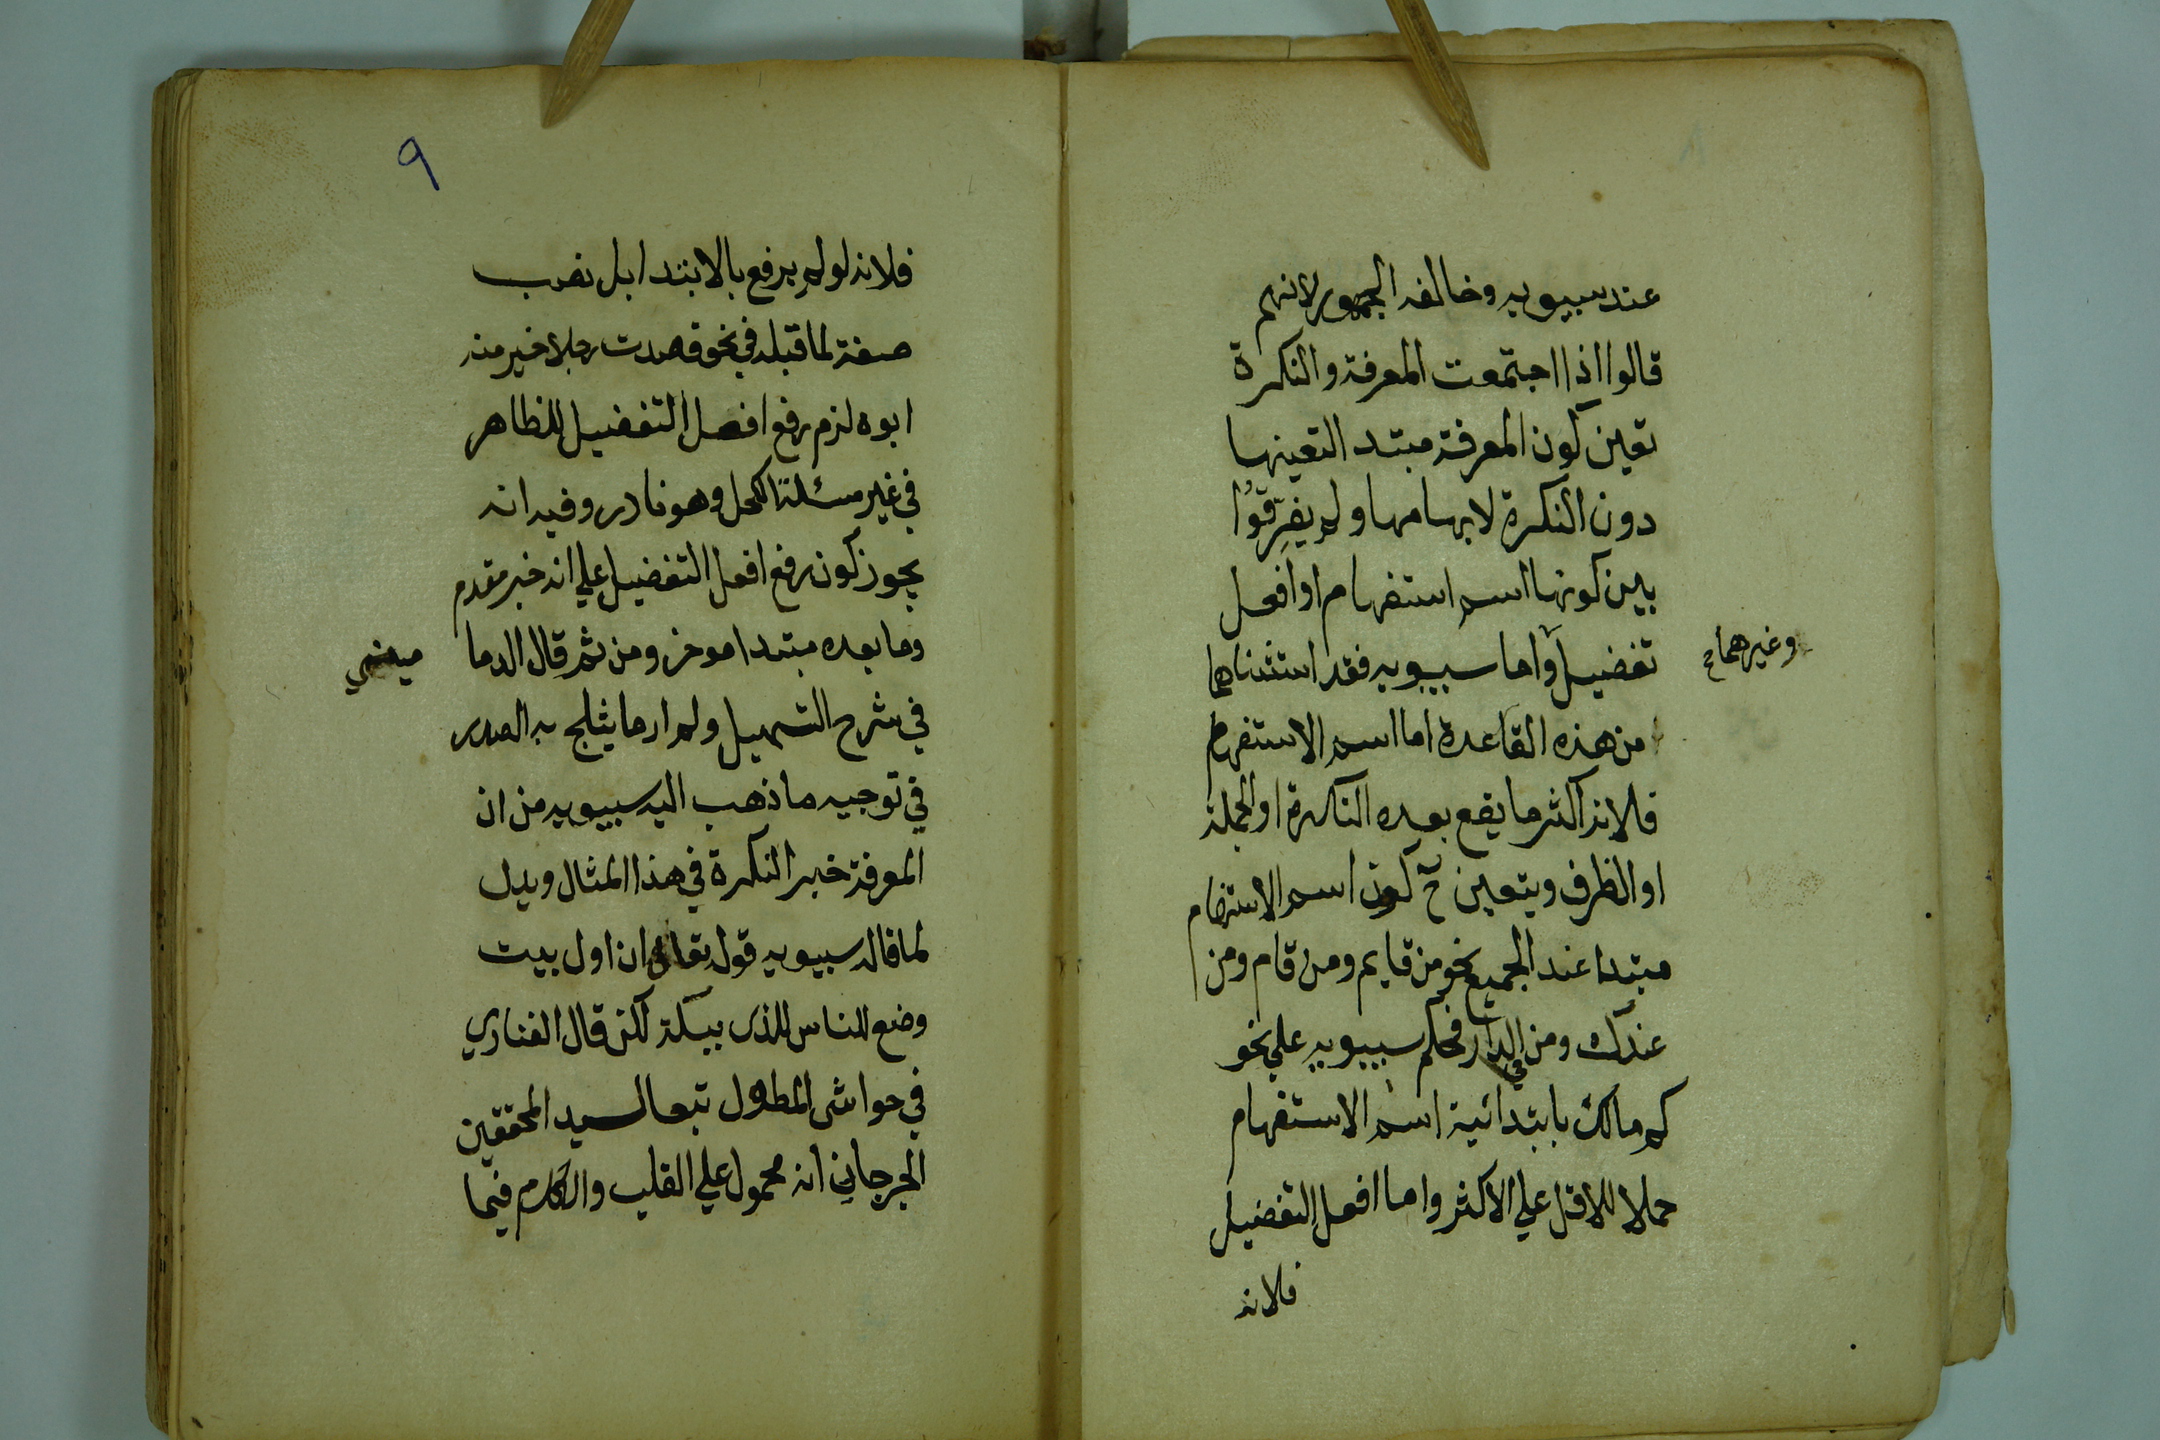 عند سيبويه وخالفه الجمهور لانهم
قالوا اذا اجتمعت المعرفة والنكرة
تعين كون المعرفة مبتدا لتعينها
دون النكرة لابهامها ولم يفرقوا
بين كونها اسم استفهام او افعل
تفضيل واما سيبويه فقد استثناها
وغيرهما
من هذه القاعدة اما اسم الاستفهام
فلانه اكثر ما يقع بعده النكرة او الجملة
او الظرف ويتعين ح كون اسم الاستفهام
مبتدا عند الجميع نحو من قايم ومن قام ومن
عندك ومن في الدار فحكم سيبويه علي نحو
كم مالك بابتدائية اسم الاستفهام
حملا للاقل علي الاكثر واما افعل التفضيل
فلانه
٩
فلانه لو لم يرفع بالابتدا بل نصب
صفة لما قبله في نحو قصدت رجلا خير منه
ابوه لزم رفع افعل التفضيل للظاهر
في غير مسئلة الكحل وهو نادر وفيه انه
يجوز كون رفع افعل التفضيل علي انه خبر مقدم
وما بعده مبتدا موخر ومن ثم قال الدما
ميني
في شرح التسهيل ولم ار ما يثلج به الصدر
في توجيه ما ذهب اليه سيبويه من ان
المعرفة خبر النكرة في هذا المثال ويدل
لما قاله سيبويه قوله تعالي ان اول بيت
وضع للناس للذي ببكة لكن قال الفناري
في حواشي المطول تبعا لسيد المحققين
الجرجاني انه محمول علي القلب والكلام فيما